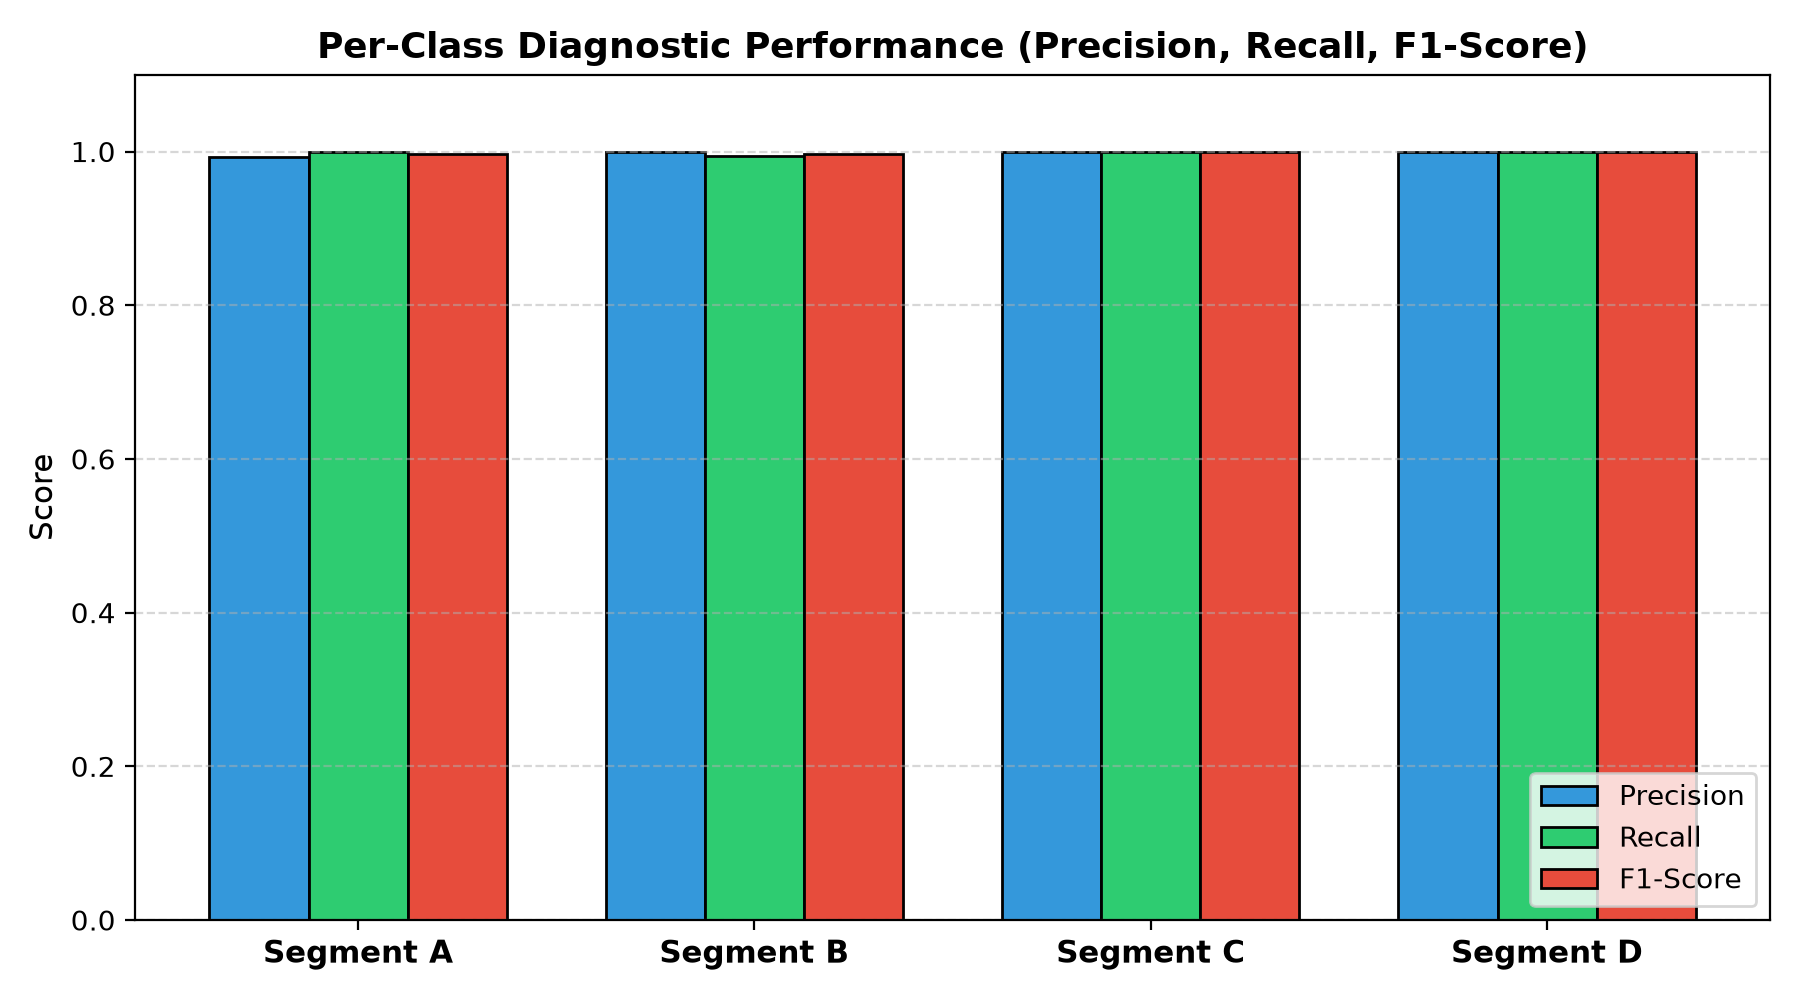 Per-Class Diagnostic Performance (Precision, Recall, F1-Score)
Score
1.0
0.8
0.6
0.4
0.2
0.0
Precision
Recall
F1-Score
Segment A
Segment B
Segment C
Segment D